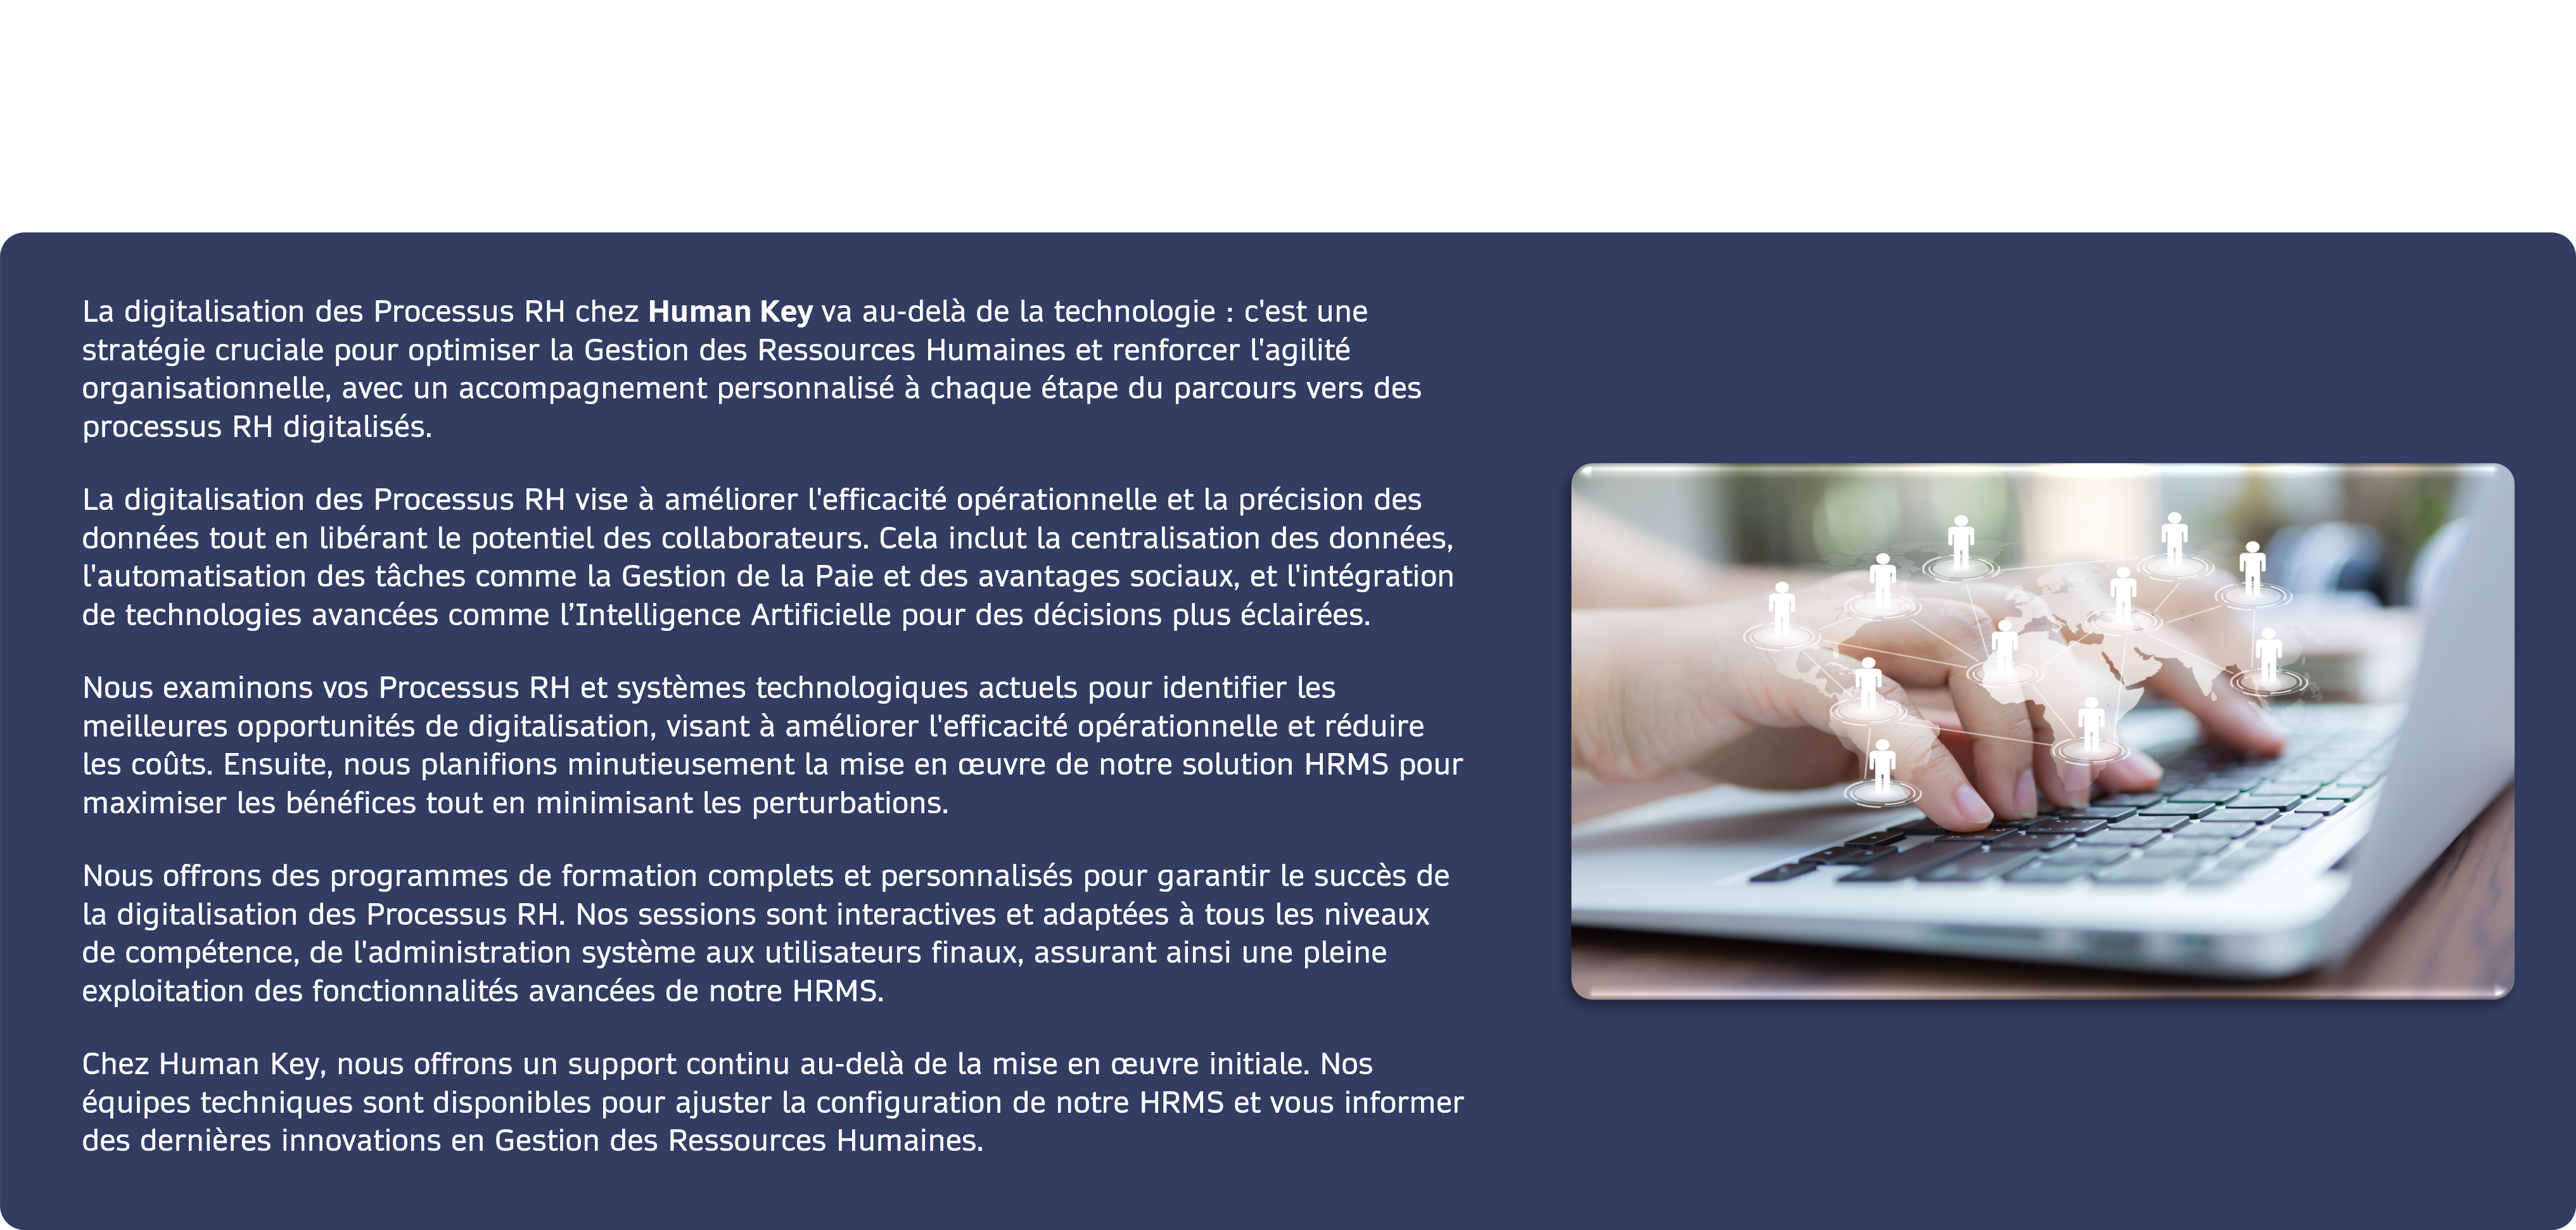 La digitalisation des Processus RH chez Human Key va au-delà de la technologie : c'est une
stratégie cruciale pour optimiser la Gestion des Ressources Humaines et renforcer l'agilité
organisationnelle, avec un accompagnement personnalisé à chaque étape du parcours vers des
processus RH digitalisés.
La digitalisation des Processus RH vise à améliorer l'efficacité opérationnelle et la précision des
données tout en libérant le potentiel des collaborateurs. Cela inclut la centralisation des données,
l'automatisation des tâches comme la Gestion de la Paie et des avantages sociaux, et l'intégration
de technologies avancées comme l’Intelligence Artificielle pour des décisions plus éclairées.
Nous examinons vos Processus RH et systèmes technologiques actuels pour identifier les
meilleures opportunités de digitalisation, visant à améliorer l'efficacité opérationnelle et réduire
les coûts. Ensuite, nous planifions minutieusement la mise en œuvre de notre solution HRMS pour
maximiser les bénéfices tout en minimisant les perturbations.
Nous offrons des programmes de formation complets et personnalisés pour garantir le succès de
la digitalisation des Processus RH. Nos sessions sont interactives et adaptées à tous les niveaux
de compétence, de l'administration système aux utilisateurs finaux, assurant ainsi une pleine
exploitation des fonctionnalités avancées de notre HRMS.
Chez Human Key, nous offrons un support continu au-delà de la mise en œuvre initiale. Nos
équipes techniques sont disponibles pour ajuster la configuration de notre HRMS et vous informer
des dernières innovations en Gestion des Ressources Humaines.